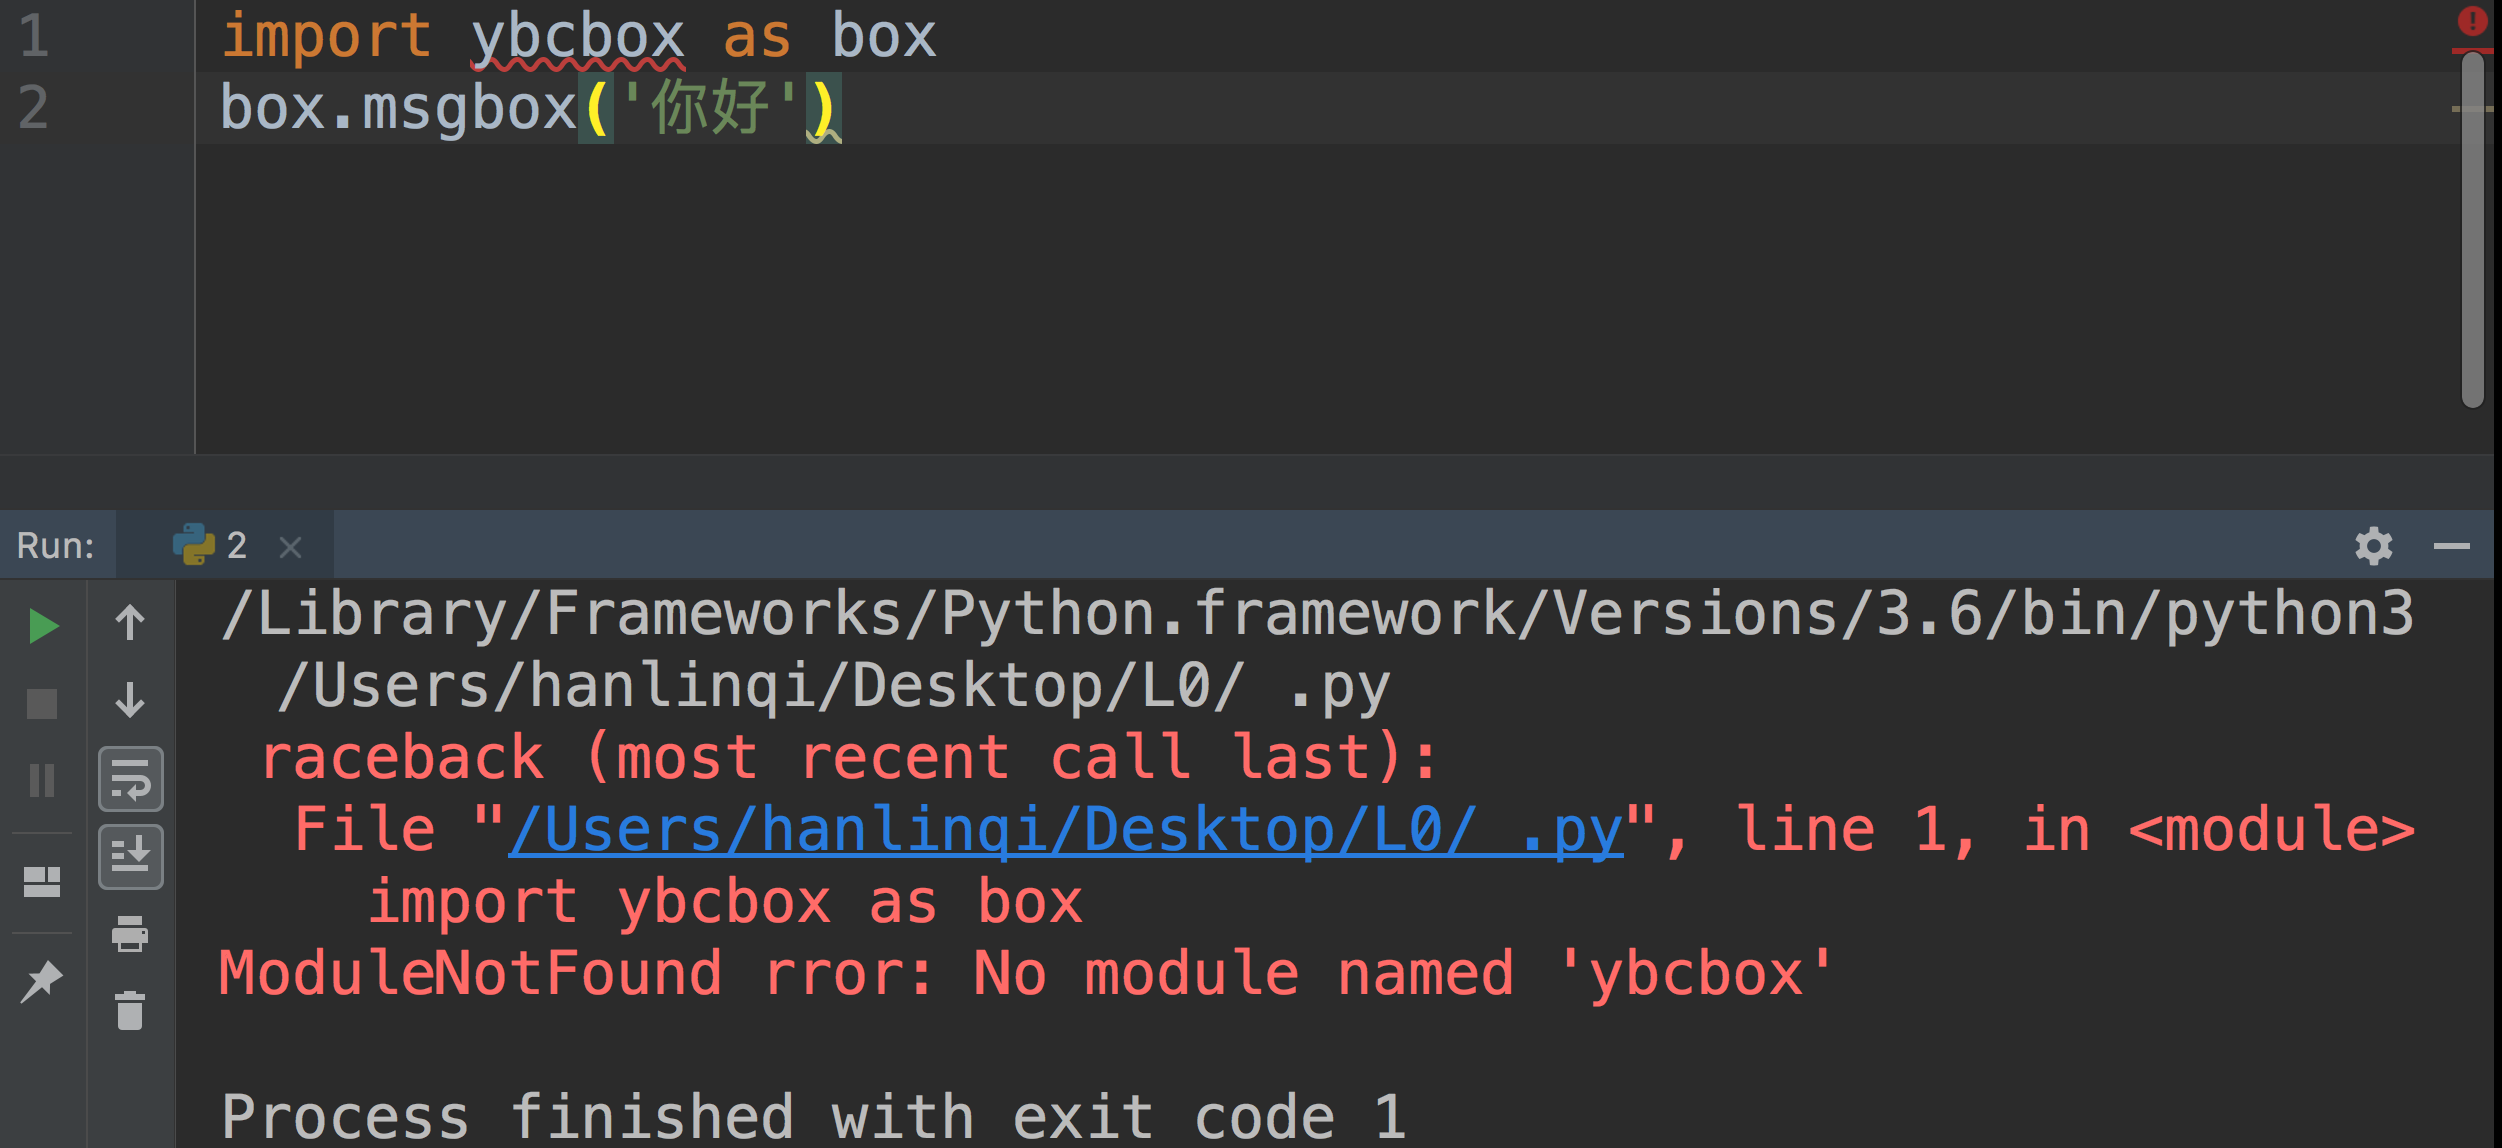 1 import ybcbox as box
2 box.msgbox('你好')
Run: 2
/Library/Frameworks/Python.framework/Versions/3.6/bin/python3
/Users/hanlinqi/Desktop/L0/ .py
raceback (most recent call last):
File "/Users/hanlinqi/Desktop/L0/ .py", line 1, in <module>
import ybcbox as box
ModuleNotFound rror: No module named 'ybcbox'
Process finished with exit code 1